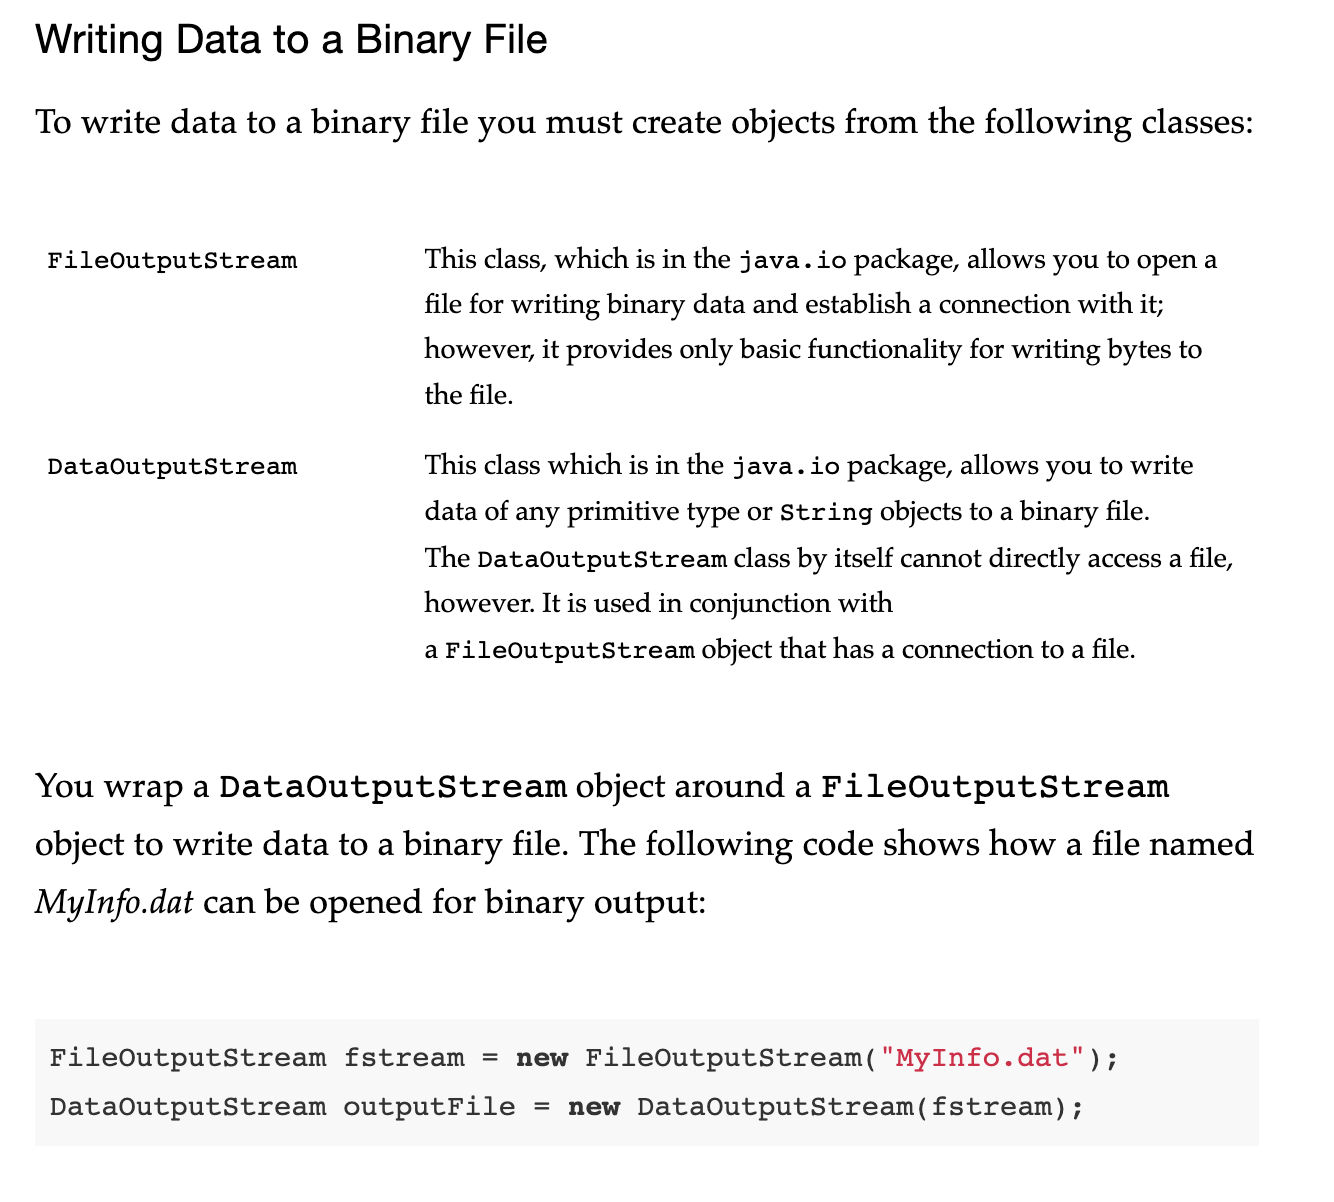 Writing Data to a Binary File
To write data to a binary file you must create objects from the following classes:
FileOutputStream
This class, which is in the java.io package, allows you to open a
file for writing binary data and establish a connection with it;
however, it provides only basic functionality for writing bytes to
the file.
DataOutputStream
This class which is in the java.io package, allows you to write
data of any primitive type or String objects to a binary file.
The DataOutputStream class by itself cannot directly access a file,
however. It is used in conjunction with
a FileOutputStream object that has a connection to a file.
You wrap a DataOutputStream object around a FileOutputStream
object to write data to a binary file. The following code shows how a file named
MyInfo.dat can be opened for binary output:
FileOutputStream fstream = new FileOutputStream("MyInfo.dat");
DataOutputStream outputFile = new DataOutputStream(fstream);